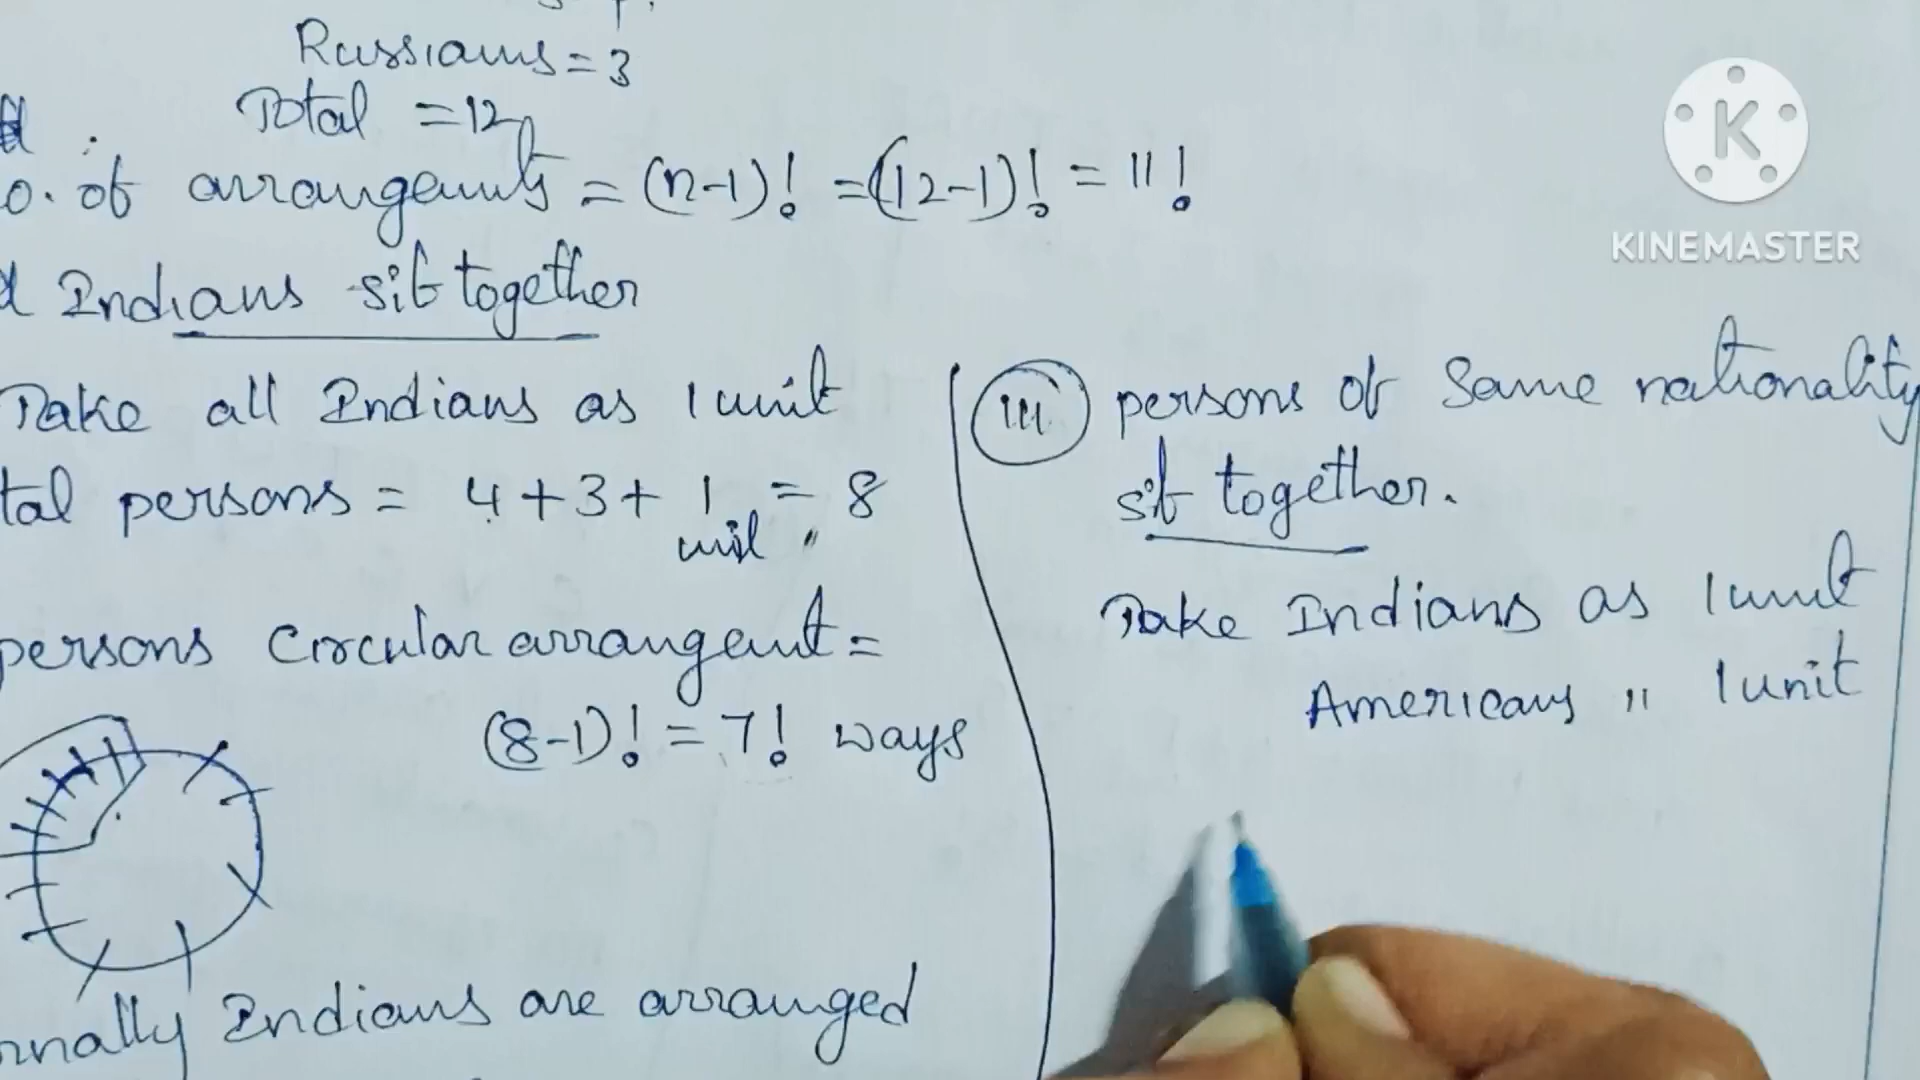 Russians = 3
Total = 12
o. of arrangements = (n-1)! = (12-1)! = 11!
Indians sit together
Take all Indians as 1 unit
tal persons = 4 + 3 + 1 = 8
unit
persons Circular arrangent =
(8-1)! = 7! ways
nally Indians are arranged
III persons of Same nationality
sit together.
Take Indians as 1 unit
Americans " 1 unit
K
KINEMASTER